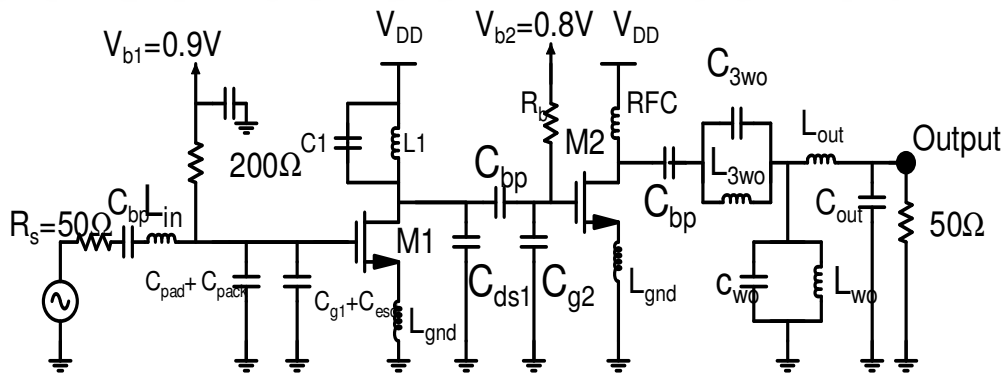 V_DD
V_b2=0.8V
V_DD
V_b1=0.9V
C_3wo
R_b
RFC
C1
L1
L_out
Output
200Ω
M2
C_bp
L_3wo
C_bp
L_in
C_bp
C_out
R_s=50Ω
M1
50Ω
C_pad+ C_pack
C_g1+C_esd
C_ds1
C_g2
L_gnd
L_gnd
c_wo
L_wo